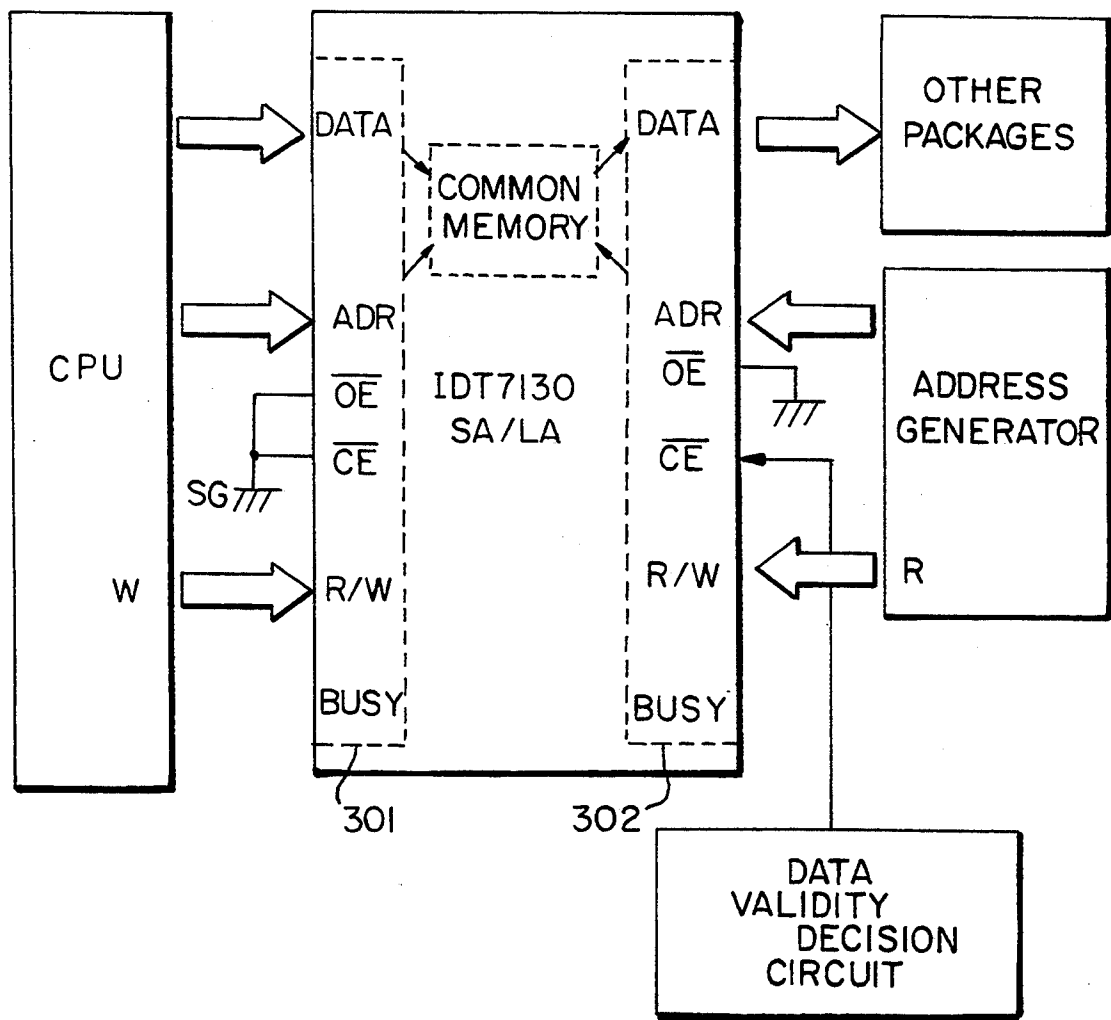 CPU
W
SG
DATA
ADR
OE
CE
R/W
BUSY
301
COMMON
MEMORY
IDT7130
SA/LA
DATA
ADR
OE
CE
R/W
BUSY
302
OTHER
PACKAGES
ADDRESS
GENERATOR
R
DATA
VALIDITY
DECISION
CIRCUIT